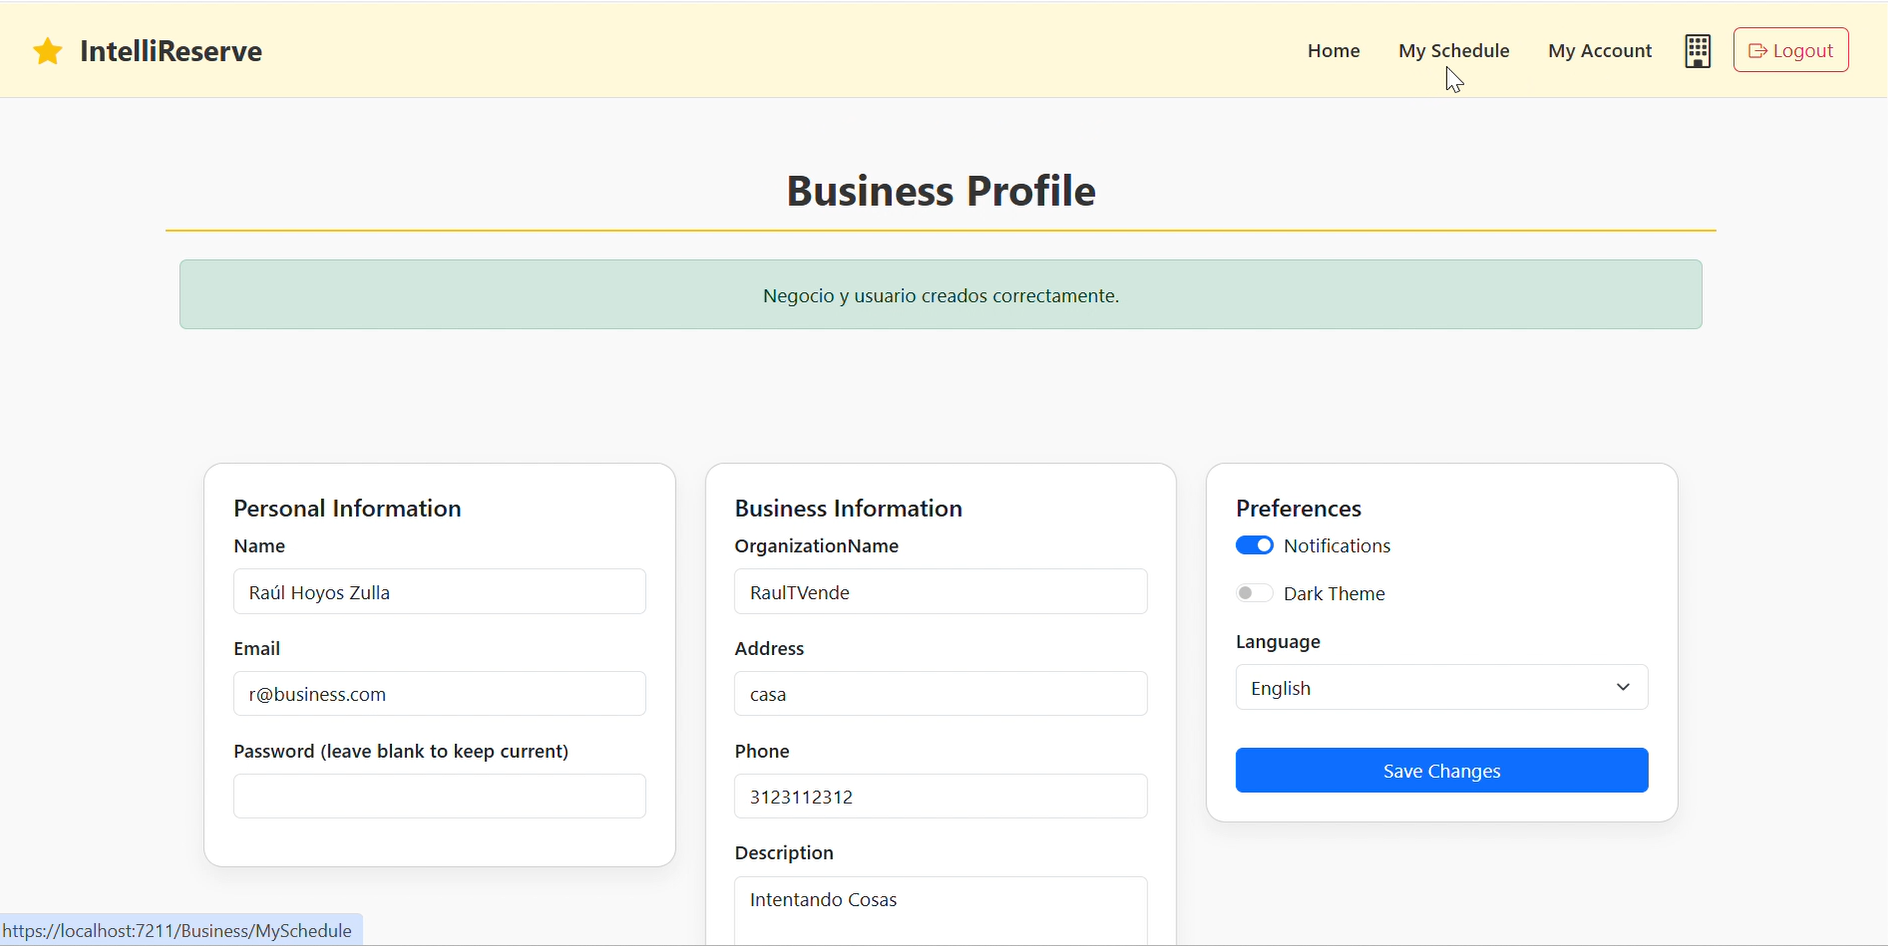 IntelliReserve
Home
My Schedule
My Account
Logout
Business Profile
Negocio y usuario creados correctamente.
Personal Information
Name
Raúl Hoyos Zulla
Email
r@business.com
Password (leave blank to keep current)
Business Information
OrganizationName
RaulTVende
Address
casa
Phone
3123112312
Description
Intentando Cosas
Preferences
Notifications
Dark Theme
Language
English
Save Changes
https://localhost:7211/Business/MySchedule